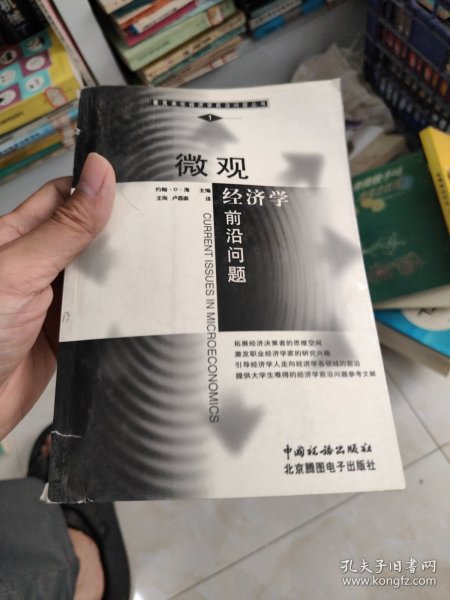 1
微观
约翰·D·海 主编
王询 卢昌崇 译
经济学
前沿问题
CURRENT ISSUES IN MICROECONOMICS
拓展经济决策者的思维空间
激发职业经济学家的研究兴趣
引导经济学人走向经济学各领域的前沿
提供大学生难得的经济学前沿问题参考文献
中国税务出版社
北京腾图电子出版社
孔夫子旧书网
www.kongfz.com